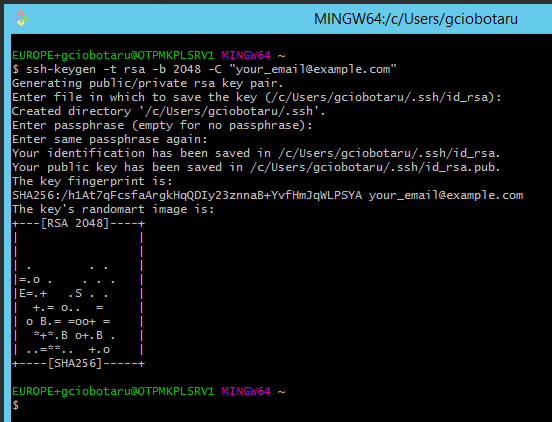 MINGW64:/c/Users/gciobotaru
EUROPE+gciobotaru@OTPMKPLSRV1 MINGW64 ~
$ ssh-keygen -t rsa -b 2048 -C "your_email@example.com"
Generating public/private rsa key pair.
Enter file in which to save the key (/c/Users/gciobotaru/.ssh/id_rsa):
Created directory '/c/Users/gciobotaru/.ssh'.
Enter passphrase (empty for no passphrase):
Enter same passphrase again:
Your identification has been saved in /c/Users/gciobotaru/.ssh/id_rsa.
Your public key has been saved in /c/Users/gciobotaru/.ssh/id_rsa.pub.
The key fingerprint is:
SHA256:/h1At7qFcsfaArgkHqQDIy23znnaB+YvfHmJqWLPSYA your_email@example.com
The key's randomart image is:
+---[RSA 2048]----+
|                 |
|                 |
| .        . .    |
|=.o .    . . .   |
|E=.+   .S . .    |
|  +.= o..  =     |
| o B.= =oo+ =    |
|  *+*.B o+.B .   |
| ..=**..  +.o    |
+----[SHA256]-----+
EUROPE+gciobotaru@OTPMKPLSRV1 MINGW64 ~
$